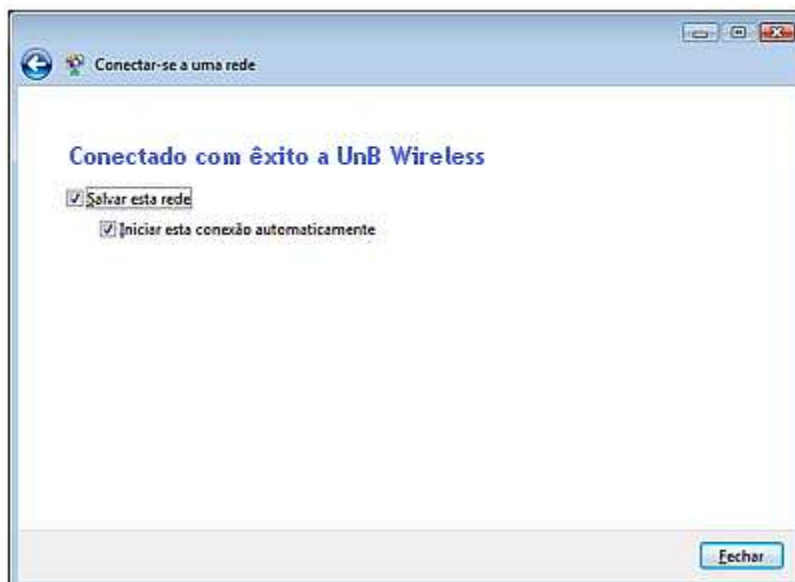 Conectar-se a uma rede
Conectado com êxito a UnB Wireless
Salvar esta rede
Iniciar esta conexão automaticamente
Fechar